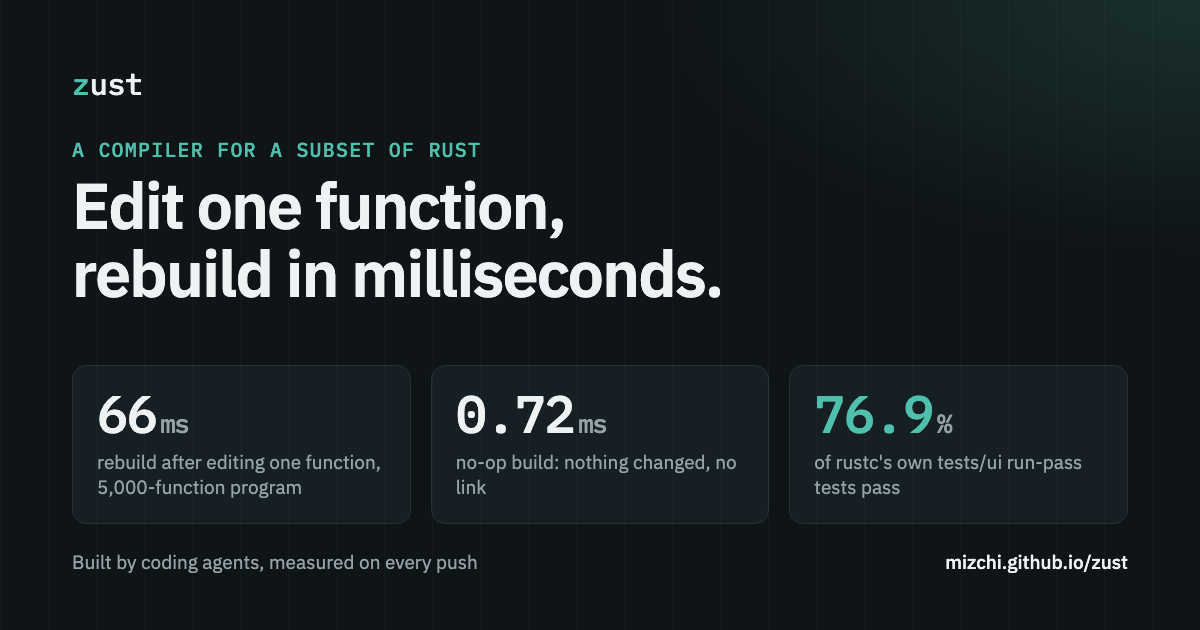 zust
A COMPILER FOR A SUBSET OF RUST
Edit one function,
rebuild in milliseconds.
66ms
rebuild after editing one function,
5,000-function program
0.72ms
no-op build: nothing changed, no
link
76.9%
of rustc's own tests/ui run-pass
tests pass
Built by coding agents, measured on every push
mizchi.github.io/zust